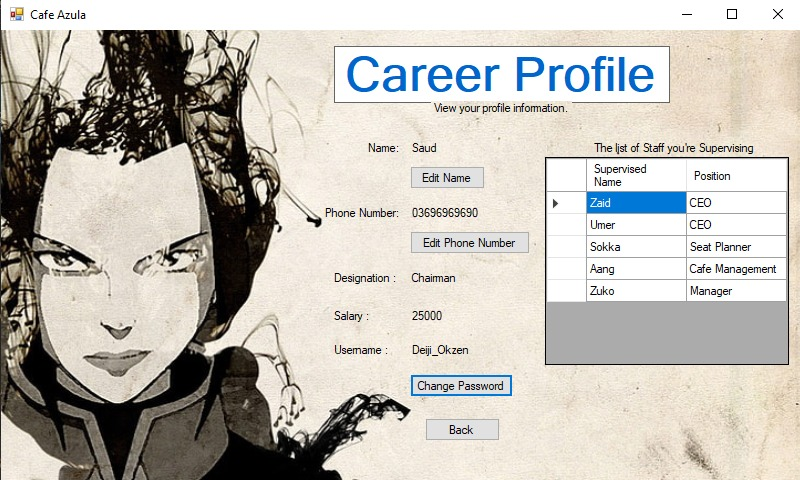 Cafe Azula
Career Profile
View your profile information.
Name: Saud
Edit Name
Phone Number: 03696969690
Edit Phone Number
Designation : Chairman
Salary : 25000
Username : Deiji_Okzen
Change Password
Back
The list of Staff you're Supervising
Supervised
Name
Position
Zaid CEO
Umer CEO
Sokka Seat Planner
Aang Cafe Management
Zuko Manager